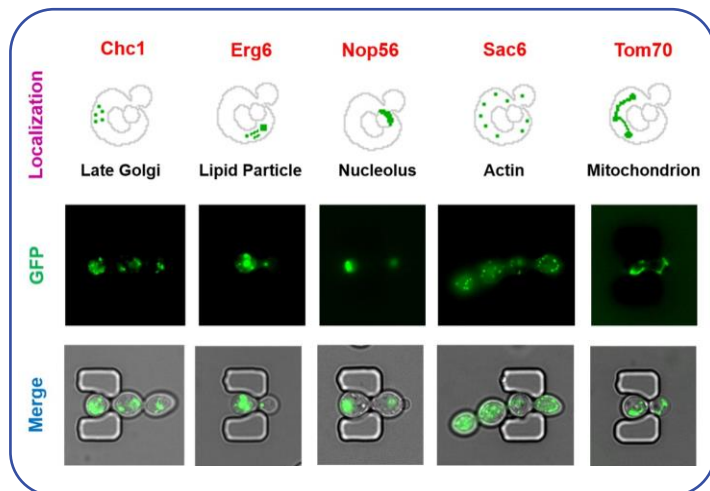 Chc1 Erg6 Nop56 Sac6 Tom70
Localization
Late Golgi Lipid Particle Nucleolus Actin Mitochondrion
GFP
Merge